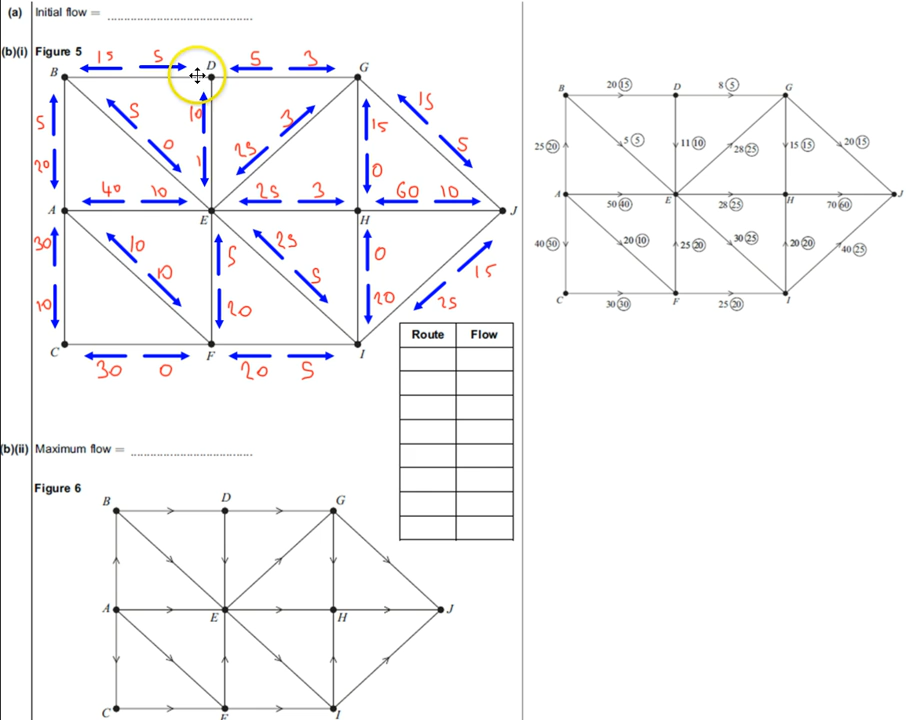 (a) Initial flow = ................................
(b)(i) Figure 5
15 5 5 3
B D G
5 5 10 3 15 15
0 1 25 5
20 0
40 10 25 3 60 10
A E H J
30 10 5 25 0 15
10 10 20 5 20 25
C F I
30 0 20 5
Route Flow
(b)(ii) Maximum flow = ................................
Figure 6
B D G
A E H J
C F I
20 15 8 5
B D G
25 20 5 5 11 10 28 25 15 15 20 15
A E H J
50 40 28 25 70 60
40 30 20 10 25 20 30 25 20 20 40 25
C F I
30 30 25 20